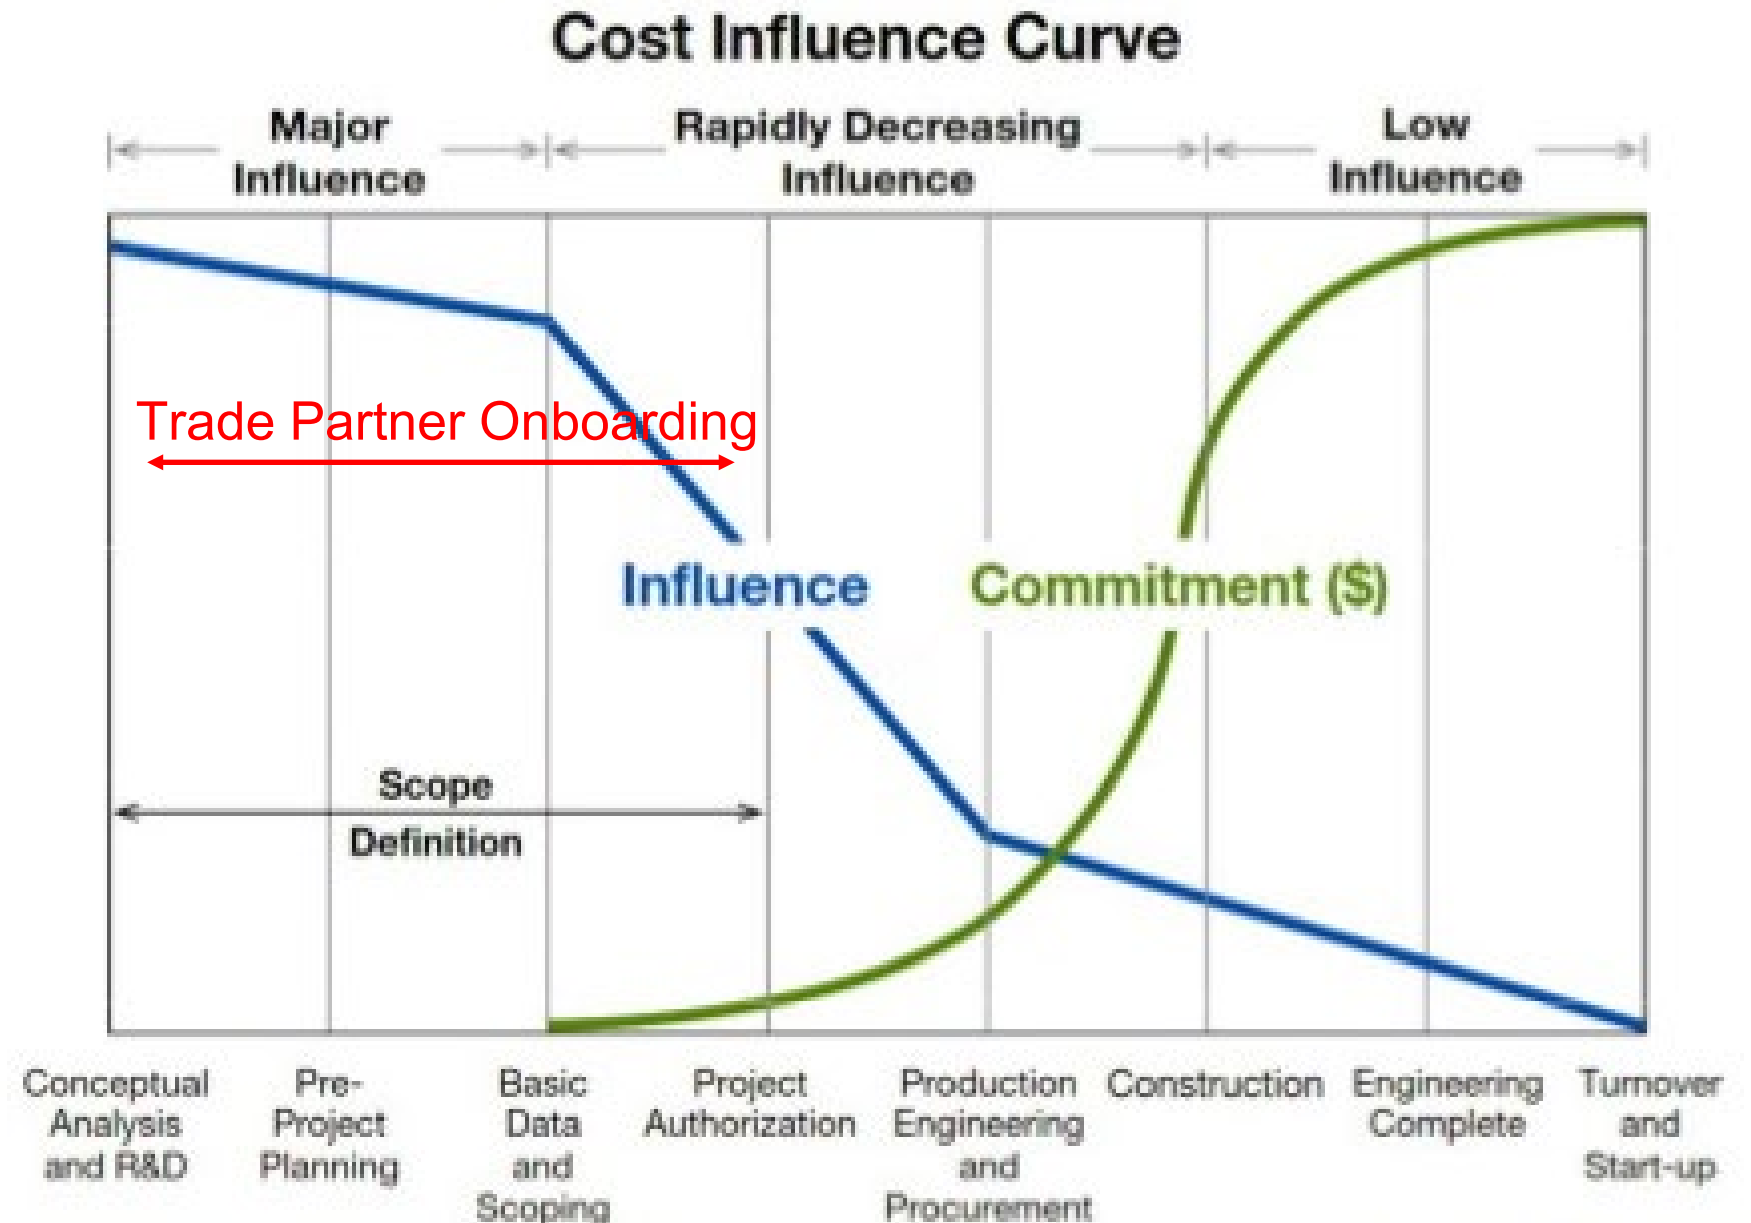 Cost Influence Curve
Major
Influence
Rapidly Decreasing
Influence
Low
Influence
Trade Partner Onboarding
Influence
Commitment ($)
Scope
Definition
Conceptual
Analysis
and R&D
Pre-
Project
Planning
Basic
Data
and
Scoping
Project
Authorization
Production
Engineering
and
Procurement
Construction
Engineering
Complete
Turnover
and
Start-up